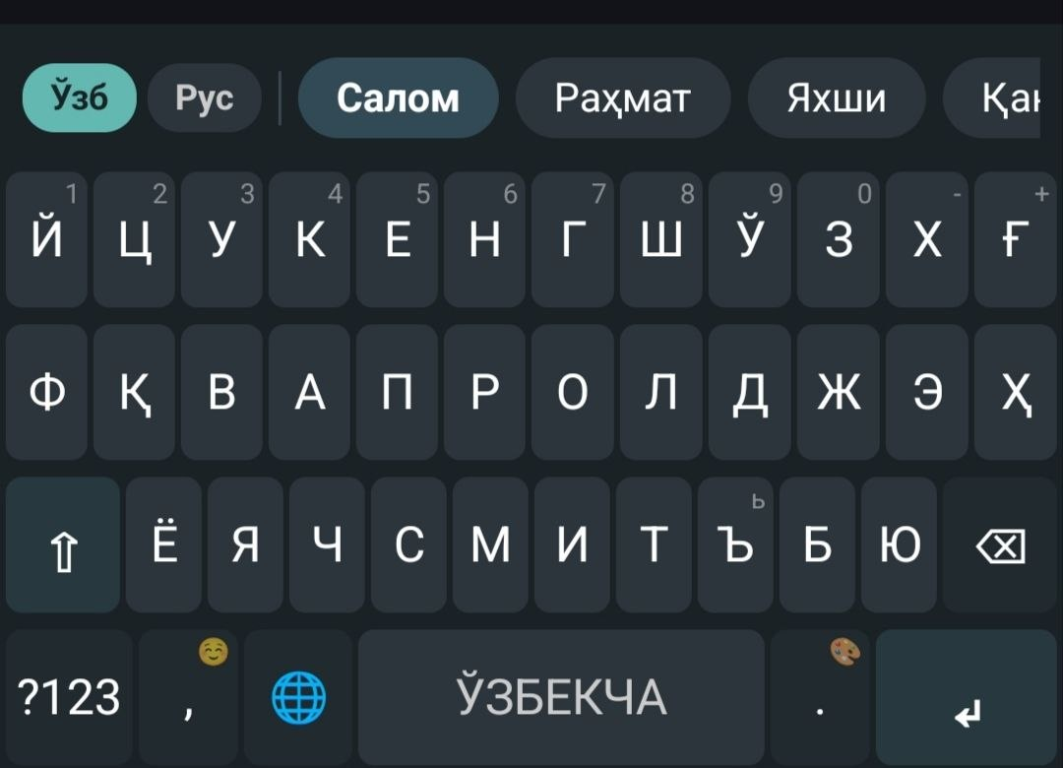 Ўзб Рус Салом Раҳмат Яхши
1 2 3 4 5 6 7 8 9 0 - +
Й Ц У К Е Н Г Ш Ў З Х Ғ
Ф Қ В А П Р О Л Д Ж Э Ҳ
ь
Ё Я Ч С М И Т Ъ Б Ю
?123 , ЎЗБЕКЧА .